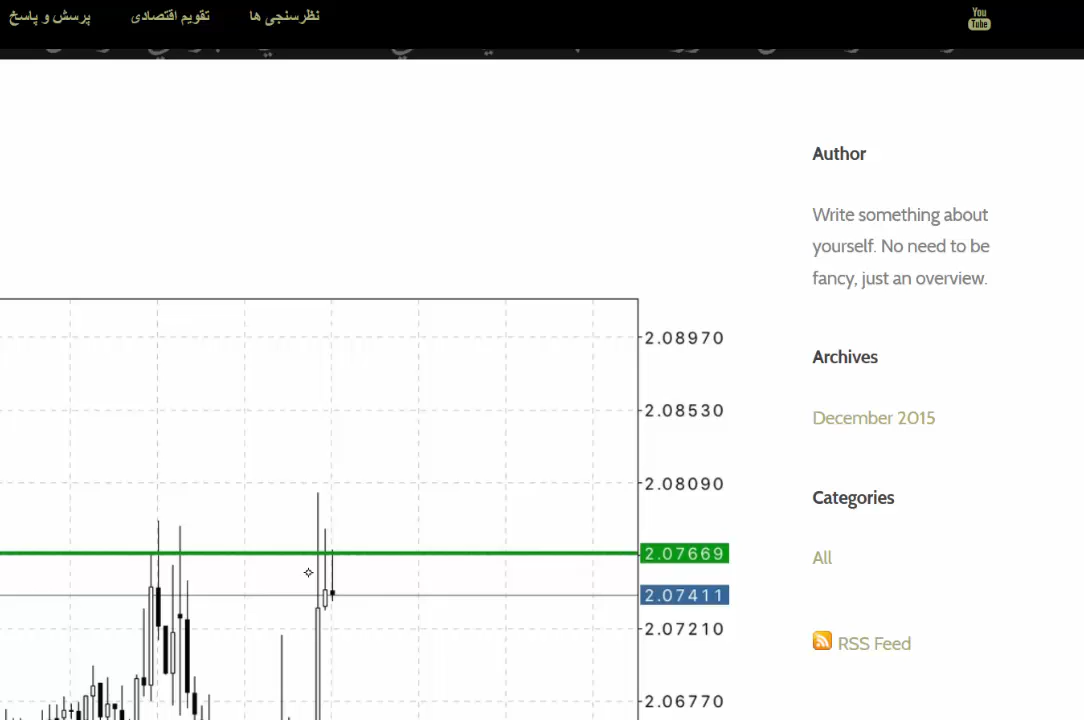 نظرسنجی ها
تقویم اقتصادی
پرسش و پاسخ
You
Tube
Author
Write something about
yourself. No need to be
fancy, just an overview.
Archives
December 2015
Categories
All
RSS Feed
2.08970
2.08530
2.08090
2.07669
2.07411
2.07210
2.06770